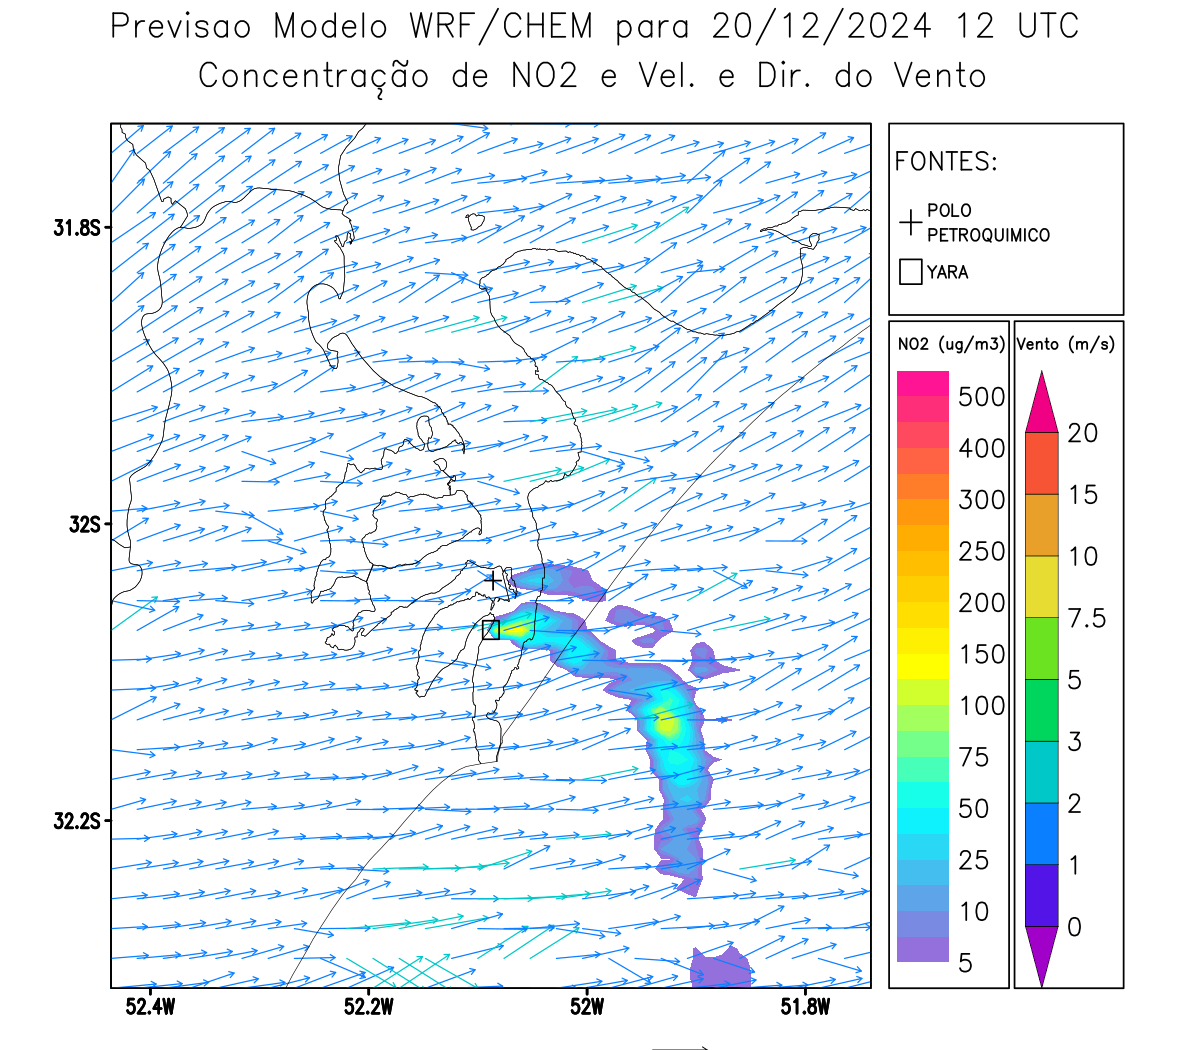 Previsao Modelo WRF/CHEM para 20/12/2024 12 UTC
Concentração de NO2 e Vel. e Dir. do Vento
FONTES:
POLO
PETROQUIMICO
YARA
NO2 (ug/m3)
500
400
300
250
200
150
100
75
50
25
10
5
Vento (m/s)
20
15
10
7.5
5
3
2
1
0
31.8S
32S
32.2S
52.4W
52.2W
52W
51.8W